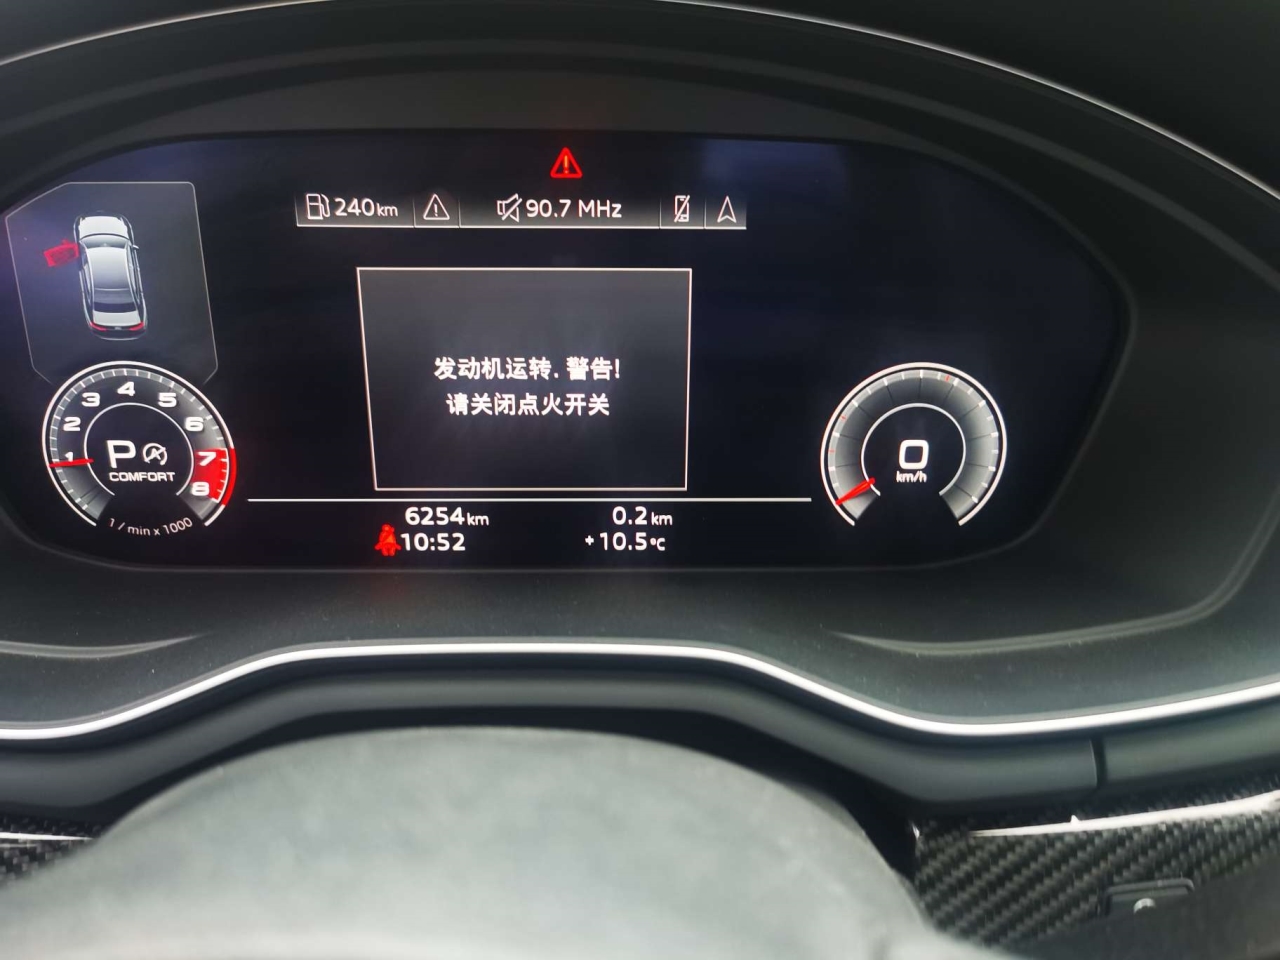 240km
90.7 MHz
发动机运转. 警告!
请关闭点火开关
1 2 3 4 5 6 7 8
P A
COMFORT
1 / min x 1000
0
km/h
6254km
0.2km
10:52
+10.5°C